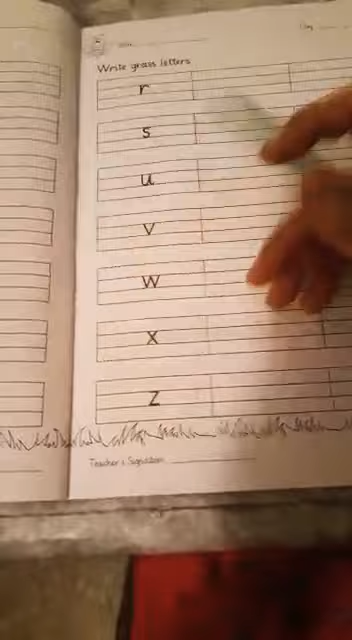 Write grass letters
r
s
u
v
w
x
z
Teacher's Signature